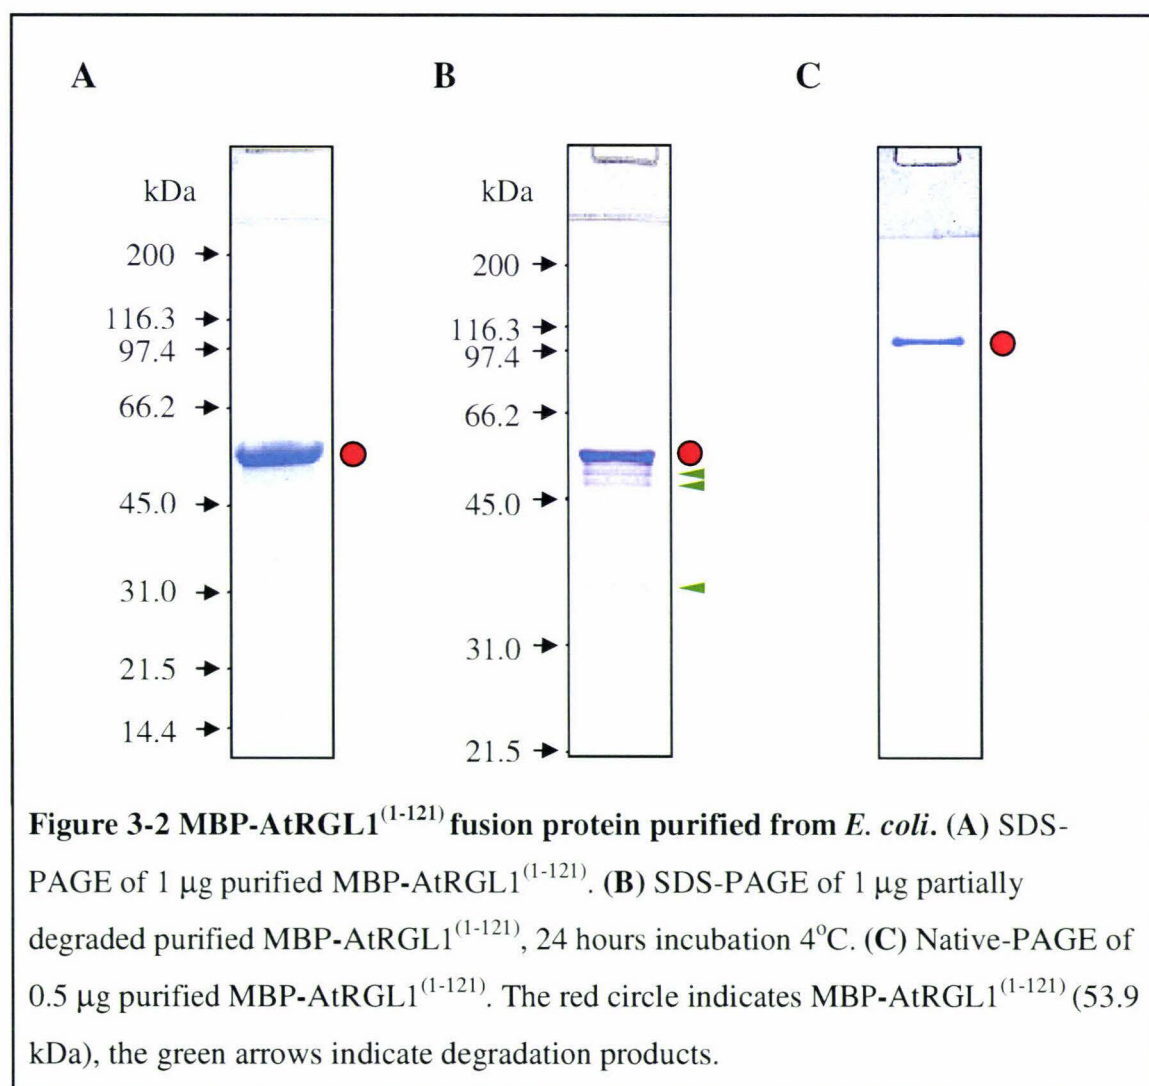 A B C
kDa
200
116.3
97.4
66.2
45.0
31.0
21.5
14.4
kDa
200
116.3
97.4
66.2
45.0
31.0
21.5
Figure 3-2 MBP-AtRGL1(1-121) fusion protein purified from E. coli. (A) SDS-
PAGE of 1 μg purified MBP-AtRGL1(1-121). (B) SDS-PAGE of 1 μg partially
degraded purified MBP-AtRGL1(1-121), 24 hours incubation 4°C. (C) Native-PAGE of
0.5 μg purified MBP-AtRGL1(1-121). The red circle indicates MBP-AtRGL1(1-121) (53.9
kDa), the green arrows indicate degradation products.